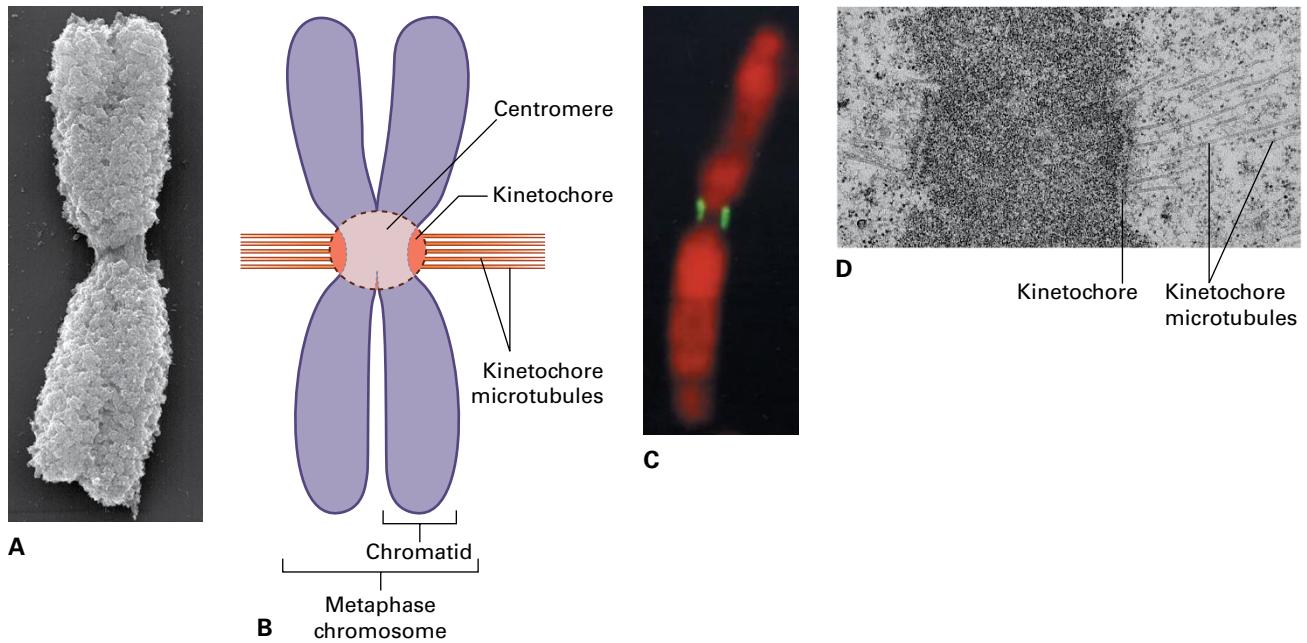 Centromere
Kinetochore
Kinetochore
microtubules
Chromatid
Metaphase
chromosome
A
B
C
D
Kinetochore
Kinetochore
microtubules